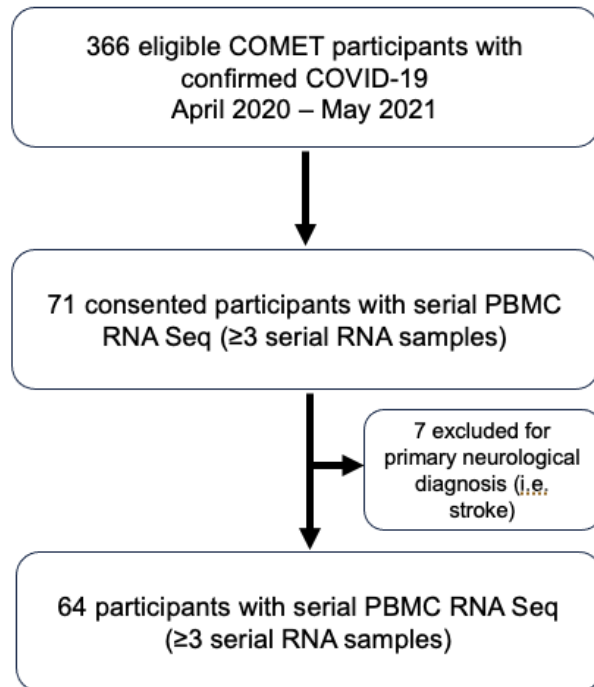 366 eligible COMET participants with
confirmed COVID-19
April 2020 – May 2021
71 consented participants with serial PBMC
RNA Seq (≥3 serial RNA samples)
7 excluded for
primary neurological
diagnosis (i.e.
stroke)
64 participants with serial PBMC RNA Seq
(≥3 serial RNA samples)